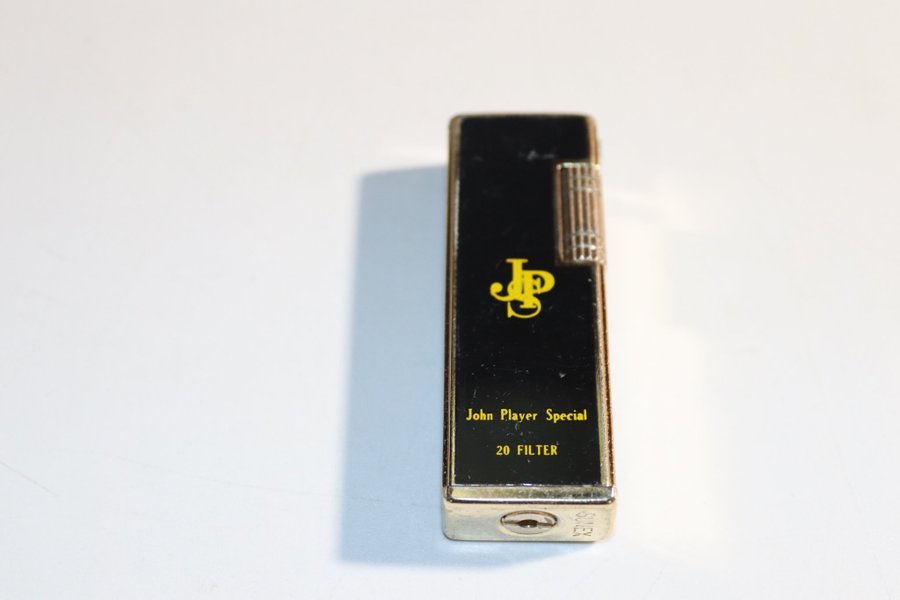 JPS
John Player Special
20 FILTER